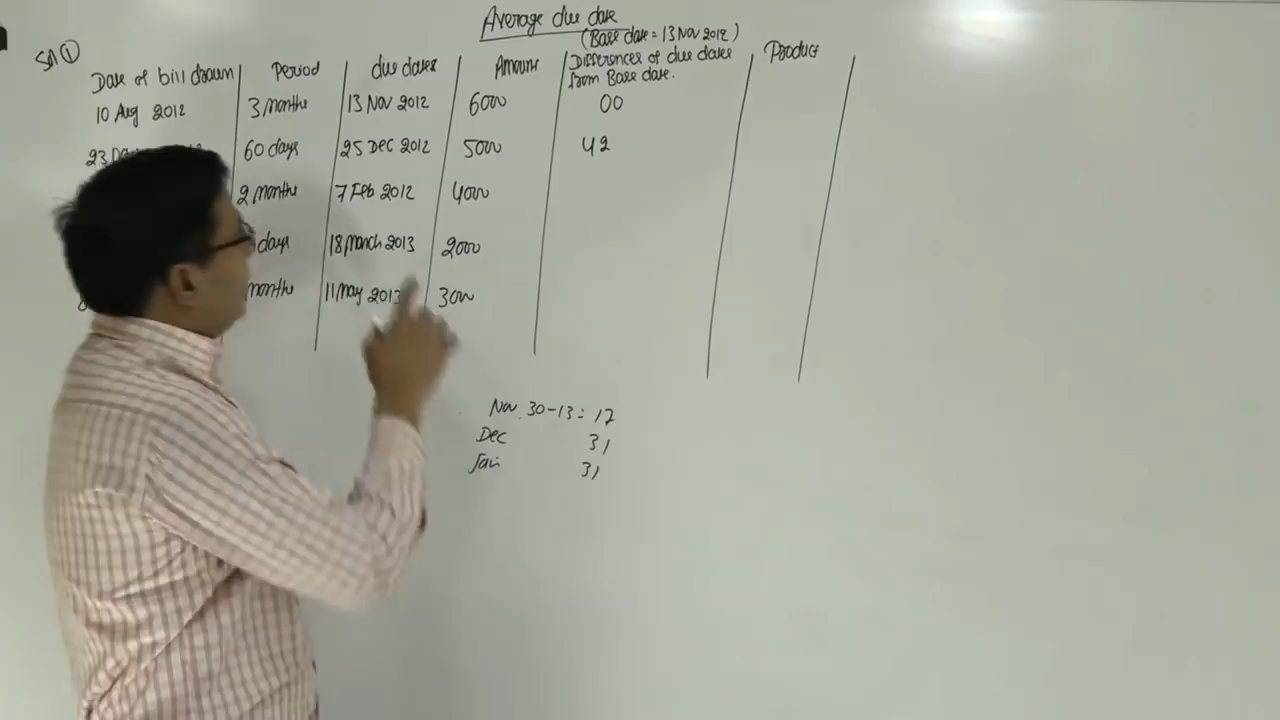 Average due date
(Base date = 13 Nov 2012)
Sol ①
Date of bill drawn Period due dates Amount Differences of due dates from Base date. Product
10 Aug 2012 3 months 13 Nov 2012 6000 00
23 60 days 25 Dec 2012 5000 42
2 months 7 Feb 2012 4000
days 18 March 2013 2000
months 11 May 2013 3000
Nov. 30-13 = 17
Dec 31
Jan 31